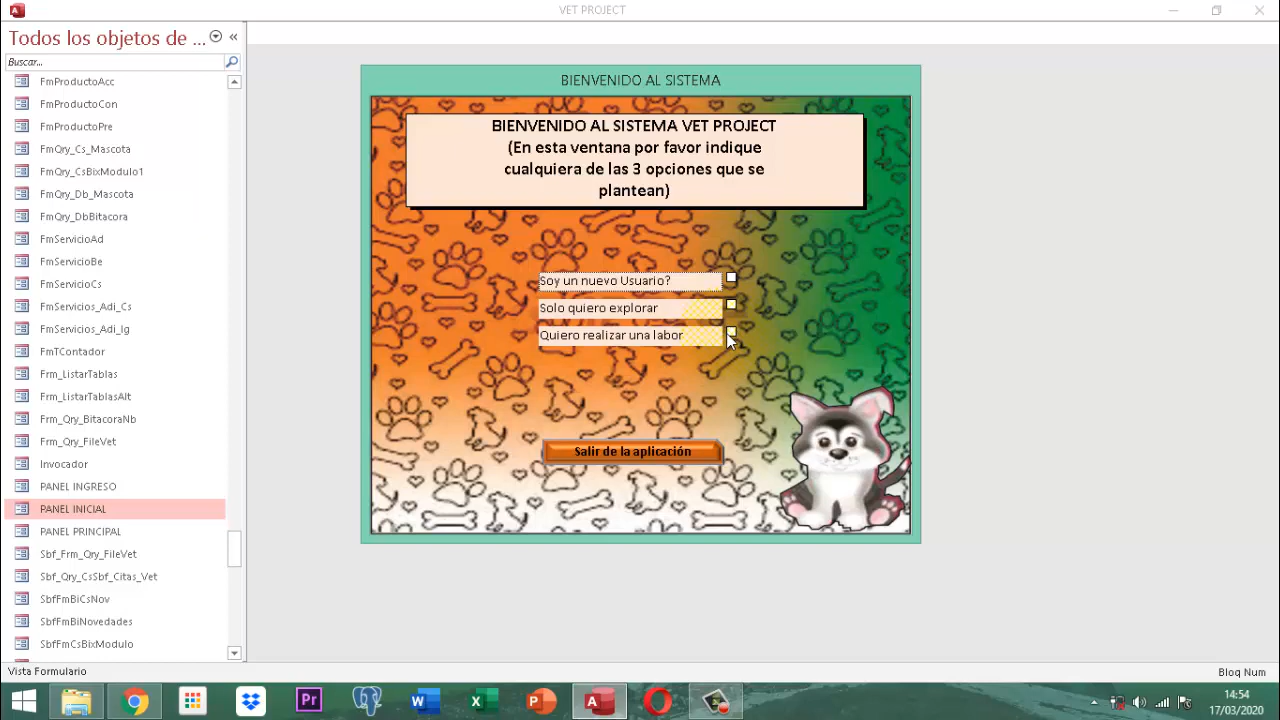 VET PROJECT
Todos los objetos de ...
Buscar...
FmProductoAcc
FmProductoCon
FmProductoPre
FmQry_Cs_Mascota
FmQry_CsBixModulo1
FmQry_Db_Mascota
FmQry_DbBitacora
FmServicioAd
FmServicioBe
FmServicioCs
FmServicios_Adi_Cs
FmServicios_Adi_Ig
FmTContador
Frm_ListarTablas
Frm_ListarTablasAlt
Frm_Qry_BitacoraNb
Frm_Qry_FileVet
Invocador
PANEL INGRESO
PANEL INICIAL
PANEL PRINCIPAL
Sbf_Frm_Qry_FileVet
Sbf_Qry_CsSbf_Citas_Vet
SbfFmBiCsNov
SbfFmBiNovedades
SbfFmCsBixModulo
BIENVENIDO AL SISTEMA
BIENVENIDO AL SISTEMA VET PROJECT
(En esta ventana por favor indique
cualquiera de las 3 opciones que se
plantean)
Soy un nuevo Usuario?
Solo quiero explorar
Quiero realizar una labor
Salir de la aplicación
Vista Formulario
Bloq Num
Pr
W
X
P
A
14:54
17/03/2020